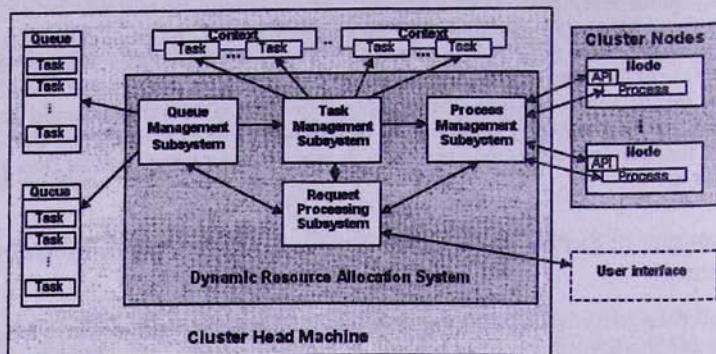 Queue
Task
Task
Task
Queue
Task
Task
Task
Context
Task
....
Task
..
Context
Task
....
Task
Queue
Management
Subsystem
Task
Management
Subsystem
Process
Management
Subsystem
Request
Processing
Subsystem
Dynamic Resource Allocation System
Cluster Head Machine
Cluster Nodes
Node
API
Process
Node
API
Process
User interface